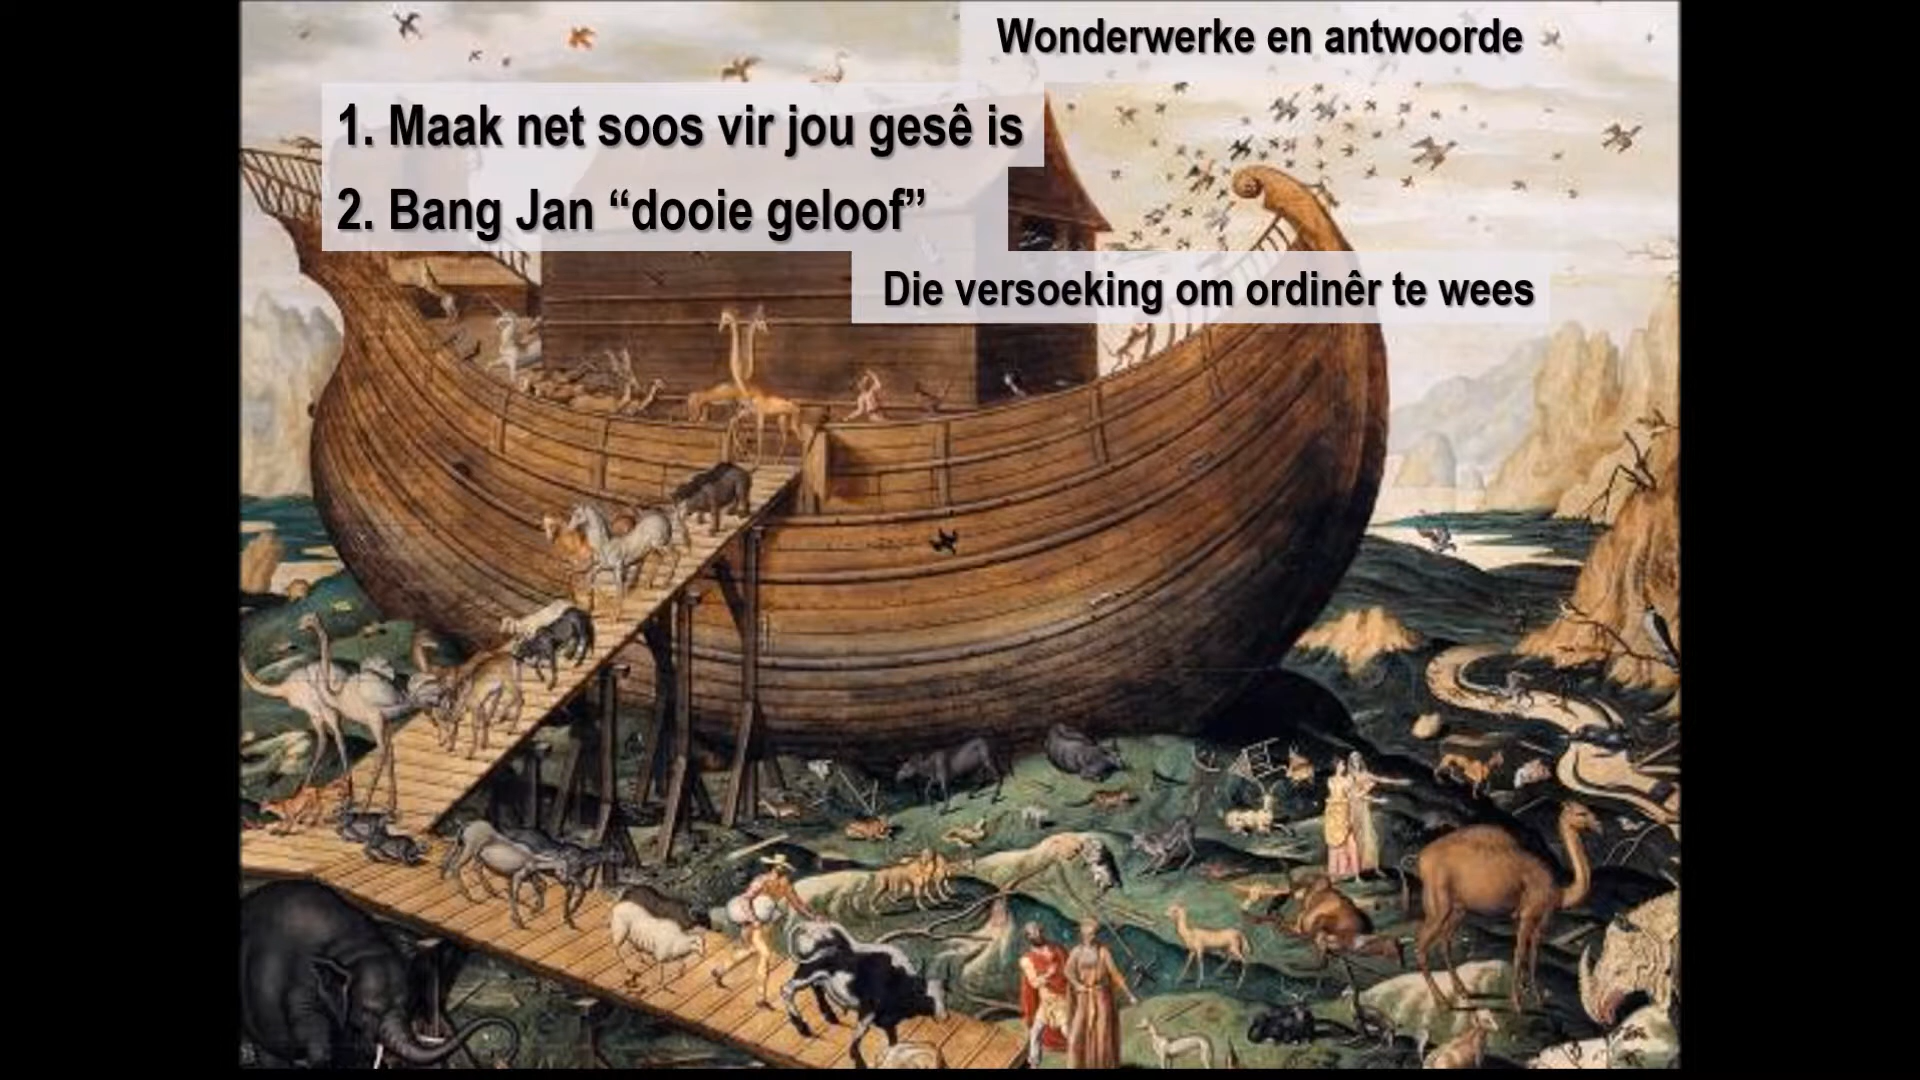 Wonderwerke en antwoorde
1. Maak net soos vir jou gesê is
2. Bang Jan “dooie geloof”
Die versoeking om ordinêr te wees